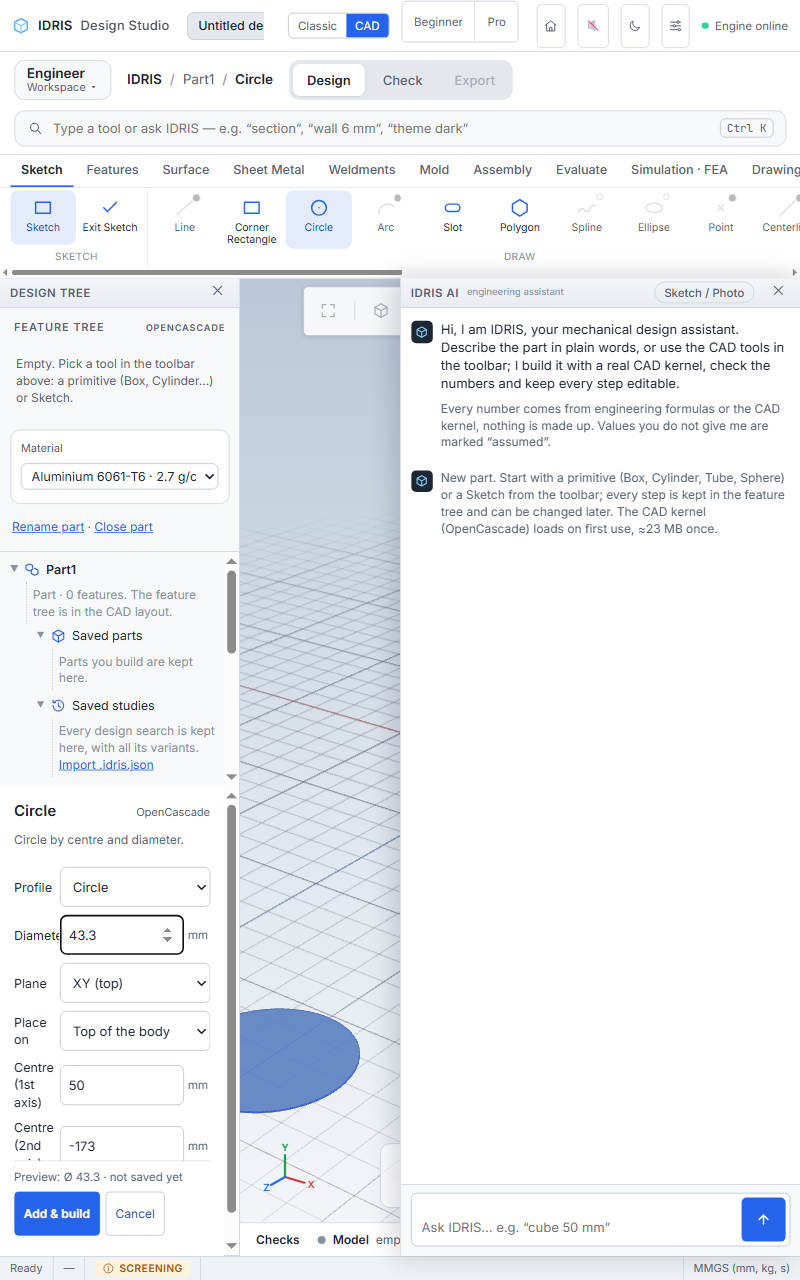 IDRIS Design Studio Untitled de Classic CAD Beginner Pro Engine online
Engineer
Workspace
IDRIS / Part1 / Circle Design Check Export
Type a tool or ask IDRIS — e.g. “section”, “wall 6 mm”, “theme dark” Ctrl K
Sketch Features Surface Sheet Metal Weldments Mold Assembly Evaluate Simulation · FEA Drawing
Sketch Exit Sketch Line Corner Rectangle Circle Arc Slot Polygon Spline Ellipse Point Centerli
SKETCH DRAW
DESIGN TREE
FEATURE TREE OPENCASCADE
Empty. Pick a tool in the toolbar
above: a primitive (Box, Cylinder...)
or Sketch.
Material
Aluminium 6061-T6 · 2.7 g/c
Rename part · Close part
Part1
Part · 0 features. The feature
tree is in the CAD layout.
Saved parts
Parts you build are kept
here.
Saved studies
Every design search is kept
here, with all its variants.
Import .idris.json
Circle OpenCascade
Circle by centre and diameter.
Profile Circle
Diamete 43.3 mm
Plane XY (top)
Place
on
Top of the body
Centre
(1st
axis)
50 mm
Centre
(2nd
-173 mm
Preview: Ø 43.3 · not saved yet
Add & build Cancel
Y
Z X
Checks Model emp
IDRIS AI engineering assistant Sketch / Photo
Hi, I am IDRIS, your mechanical design assistant.
Describe the part in plain words, or use the CAD tools in
the toolbar; I build it with a real CAD kernel, check the
numbers and keep every step editable.
Every number comes from engineering formulas or the CAD
kernel, nothing is made up. Values you do not give me are
marked “assumed”.
New part. Start with a primitive (Box, Cylinder, Tube, Sphere)
or a Sketch from the toolbar; every step is kept in the feature
tree and can be changed later. The CAD kernel
(OpenCascade) loads on first use, ≈23 MB once.
Ask IDRIS... e.g. “cube 50 mm”
Ready — SCREENING MMGS (mm, kg, s)